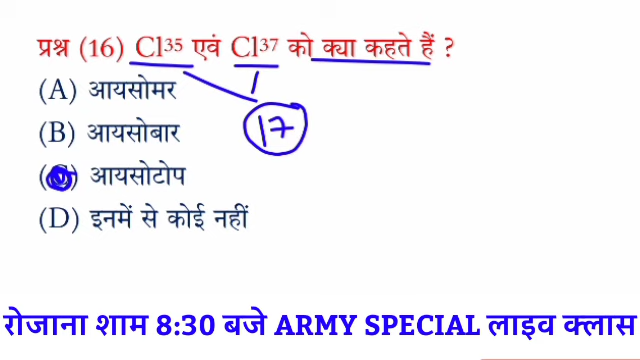 प्रश्न (16) Cl³⁵ एवं Cl³⁷ को क्या कहते हैं ?
(A) आयसोमर
(B) आयसोबार
17
(C) आयसोटोप
(D) इनमें से कोई नहीं
रोजाना शाम 8:30 बजे ARMY SPECIAL लाइव क्लास